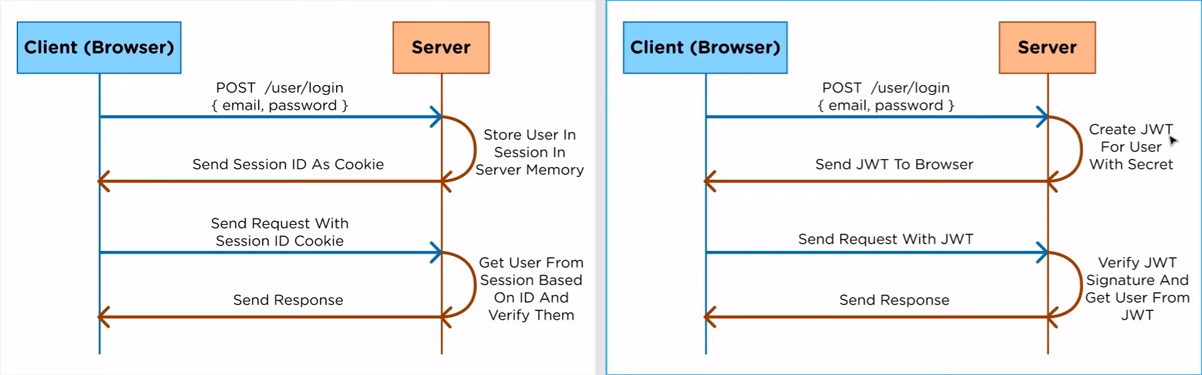 Client (Browser)
Server
POST /user/login
{ email, password }
Store User In
Session In
Server Memory
Send Session ID As Cookie
Send Request With
Session ID Cookie
Get User From
Session Based
On ID And
Verify Them
Send Response
Client (Browser)
Server
POST /user/login
{ email, password }
Create JWT
For User
With Secret
Send JWT To Browser
Send Request With JWT
Verify JWT
Signature And
Get User From
JWT
Send Response